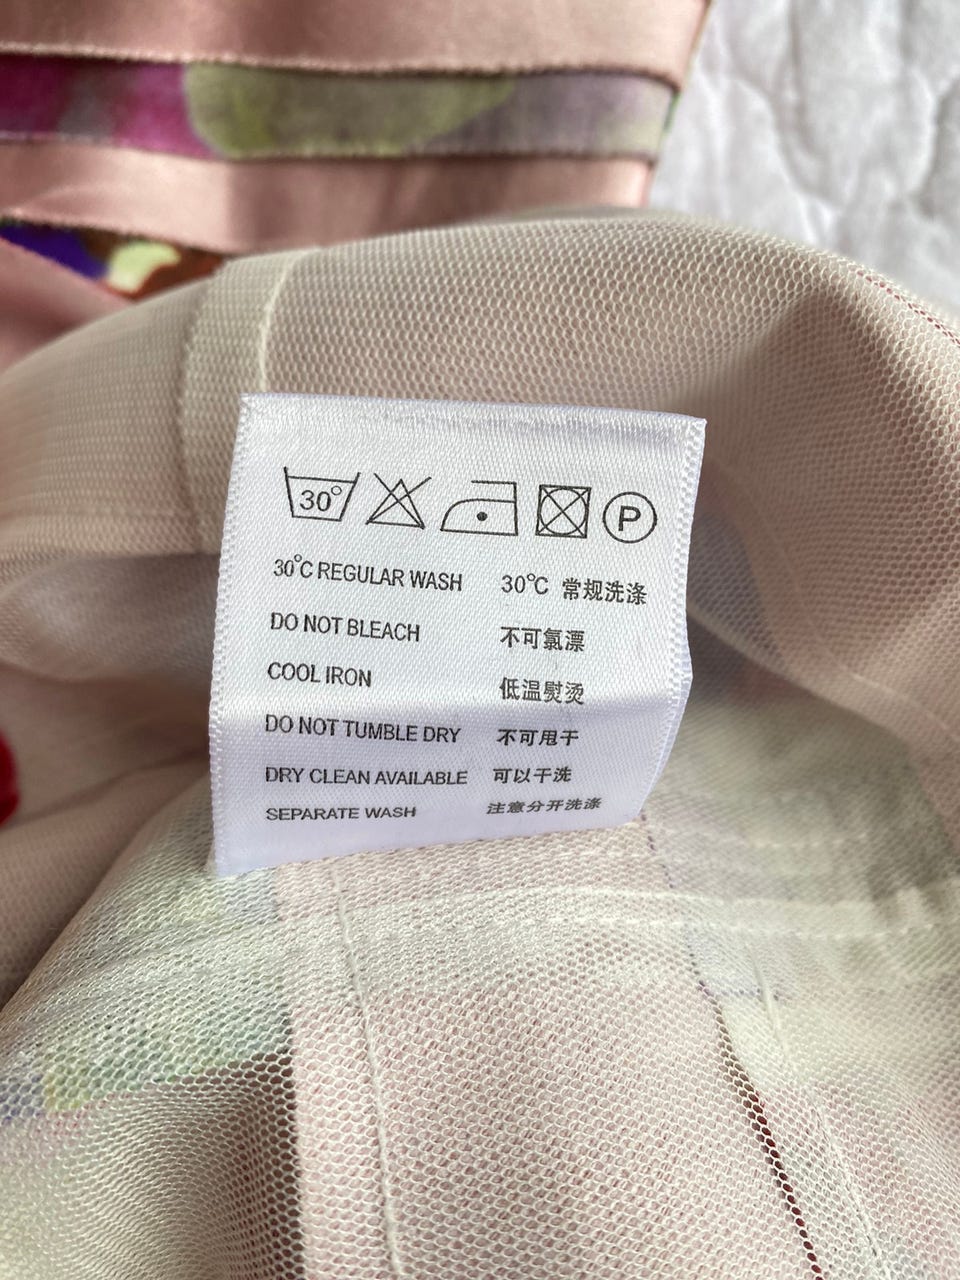 30°
P
30°C REGULAR WASH 30°C 常规洗涤
DO NOT BLEACH 不可氯漂
COOL IRON 低温熨烫
DO NOT TUMBLE DRY 不可甩干
DRY CLEAN AVAILABLE 可以干洗
SEPARATE WASH 注意分开洗涤